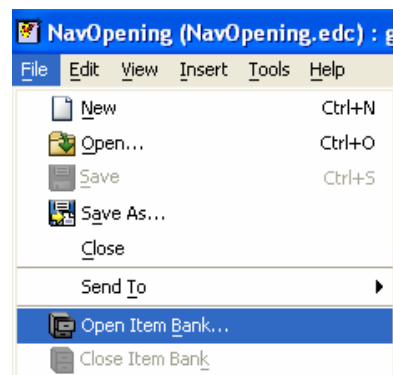 NavOpening (NavOpening.edc) : g
File Edit View Insert Tools Help
New Ctrl+N
Open... Ctrl+O
Save Ctrl+S
Save As...
Close
Send To
Open Item Bank...
Close Item Bank